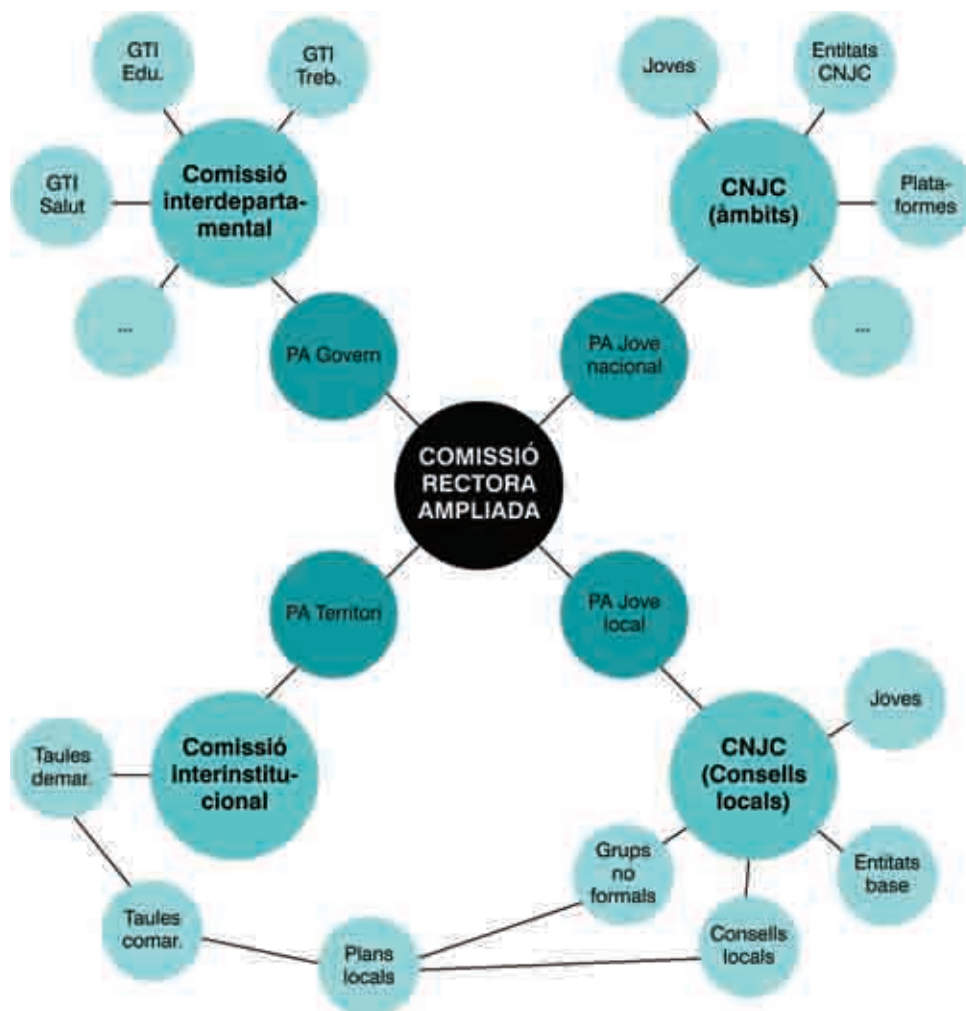 GTI
Edu.
GTI
Treb.
GTI
Salut
...
Comissió
interdeparta-
mental
PA Govern
Joves
Entitats
CNJC
Plata-
formes
...
CNJC
(àmbits)
PA Jove
nacional
COMISSIÓ
RECTORA
AMPLIADA
PA Territori
PA Jove
local
Comissió
interinstitu-
cional
Taules
demar.
Taules
comar.
Plans
locals
CNJC
(Consells
locals)
Joves
Entitats
base
Grups
no
formals
Consells
locals